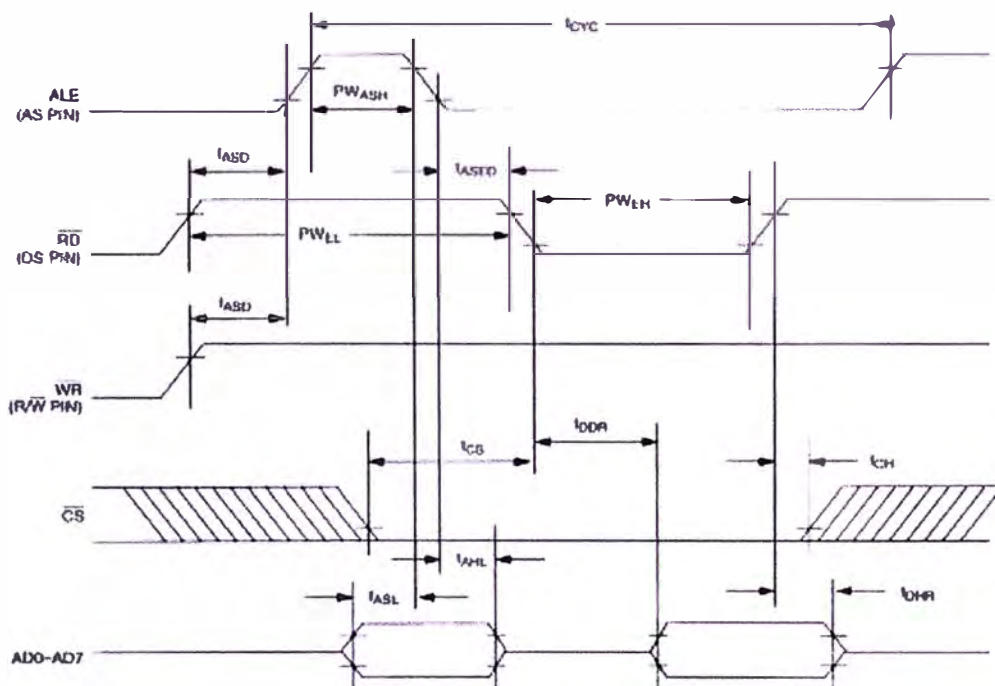 tCYC
ALE
(AS PIN)
PWASH
tASD
tASED
RD
(DS PIN)
PWEL
PWEH
tASD
WR
(R/W PIN)
tCS
tDDR
tCH
CS
tAHL
tASL
tDHR
AD0-AD7